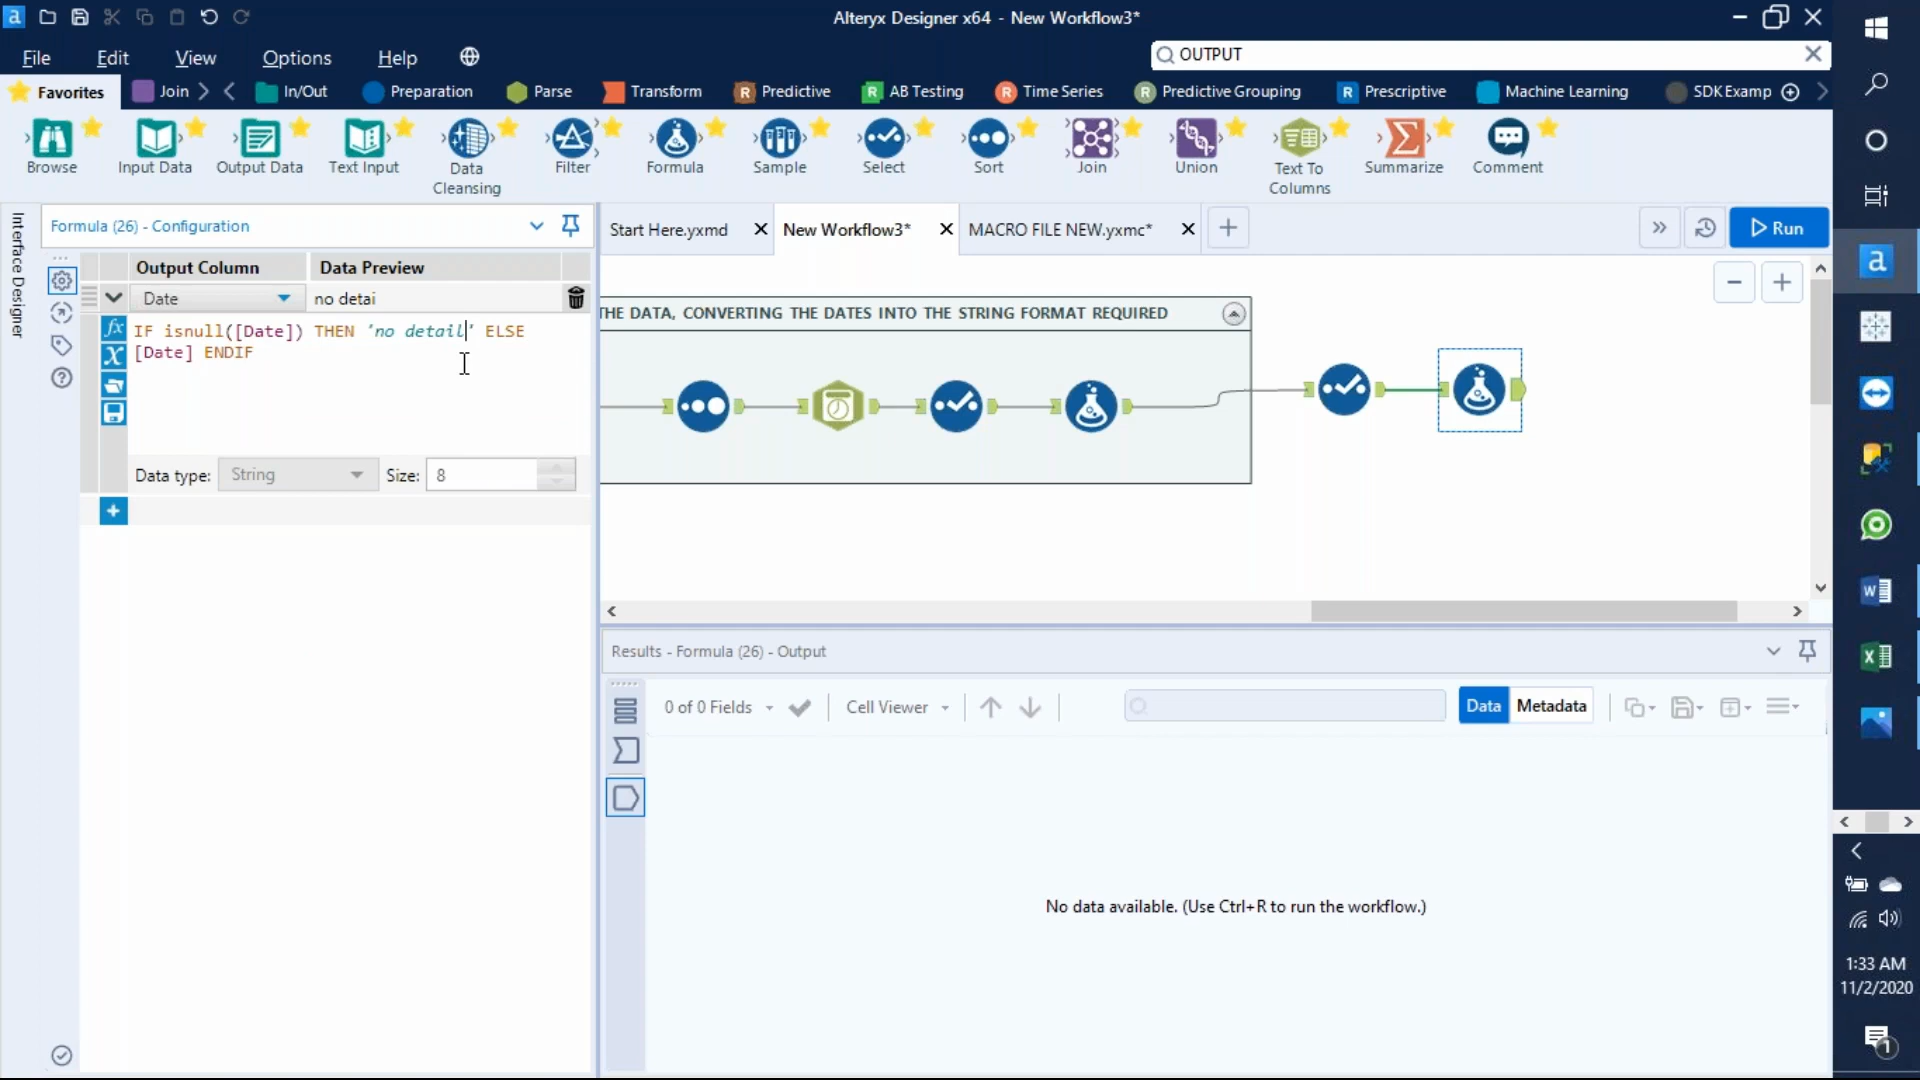 Alteryx Designer x64 - New Workflow3*
File Edit View Options Help
OUTPUT
Favorites Join In/Out Preparation Parse Transform Predictive AB Testing Time Series Predictive Grouping Prescriptive Machine Learning SDK Examp
Browse Input Data Output Data Text Input Data Cleansing Filter Formula Sample Select Sort Join Union Text To Columns Summarize Comment
Interface Designer
Formula (26) - Configuration
Start Here.yxmd New Workflow3* MACRO FILE NEW.yxmc* Run
Output Column Data Preview
Date no detai
IF isnull([Date]) THEN 'no detail' ELSE
[Date] ENDIF
Data type: String Size: 8
THE DATA, CONVERTING THE DATES INTO THE STRING FORMAT REQUIRED
Results - Formula (26) - Output
0 of 0 Fields Cell Viewer Data Metadata
No data available. (Use Ctrl+R to run the workflow.)
1:33 AM
11/2/2020
1